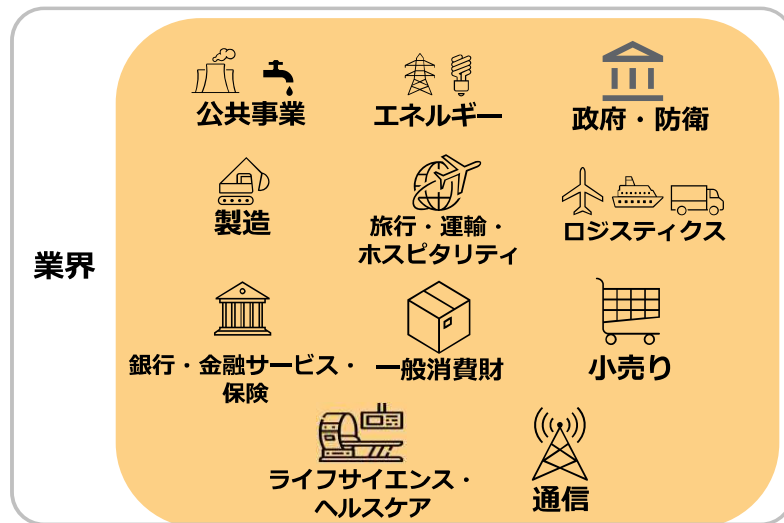 公共事業
エネルギー
政府・防衛
製造
旅行・運輸・
ホスピタリティ
ロジスティクス
業界
銀行・金融サービス・
保険
一般消費財
小売り
ライフサイエンス・
ヘルスケア
通信